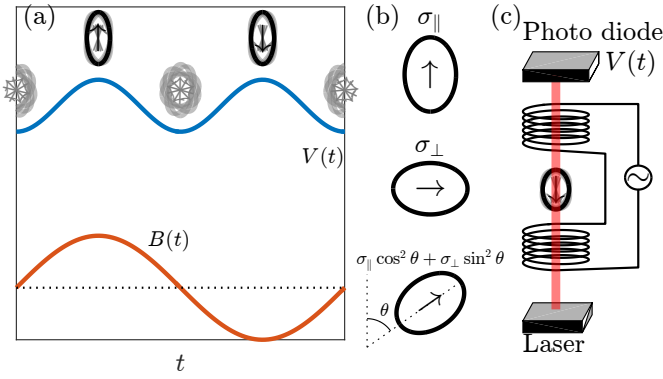 (a)
V(t)
B(t)
t
(b)
σ∥
σ⊥
σ∥ cos² θ + σ⊥ sin² θ
θ
(c)
Photo diode
V(t)
Laser